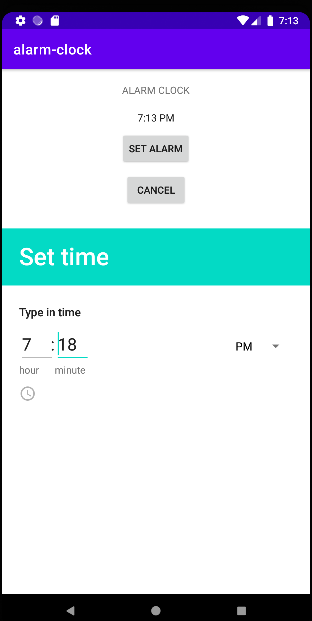 7:13
alarm-clock
ALARM CLOCK
7:13 PM
SET ALARM
CANCEL
Set time
Type in time
7 : 18 PM
hour minute